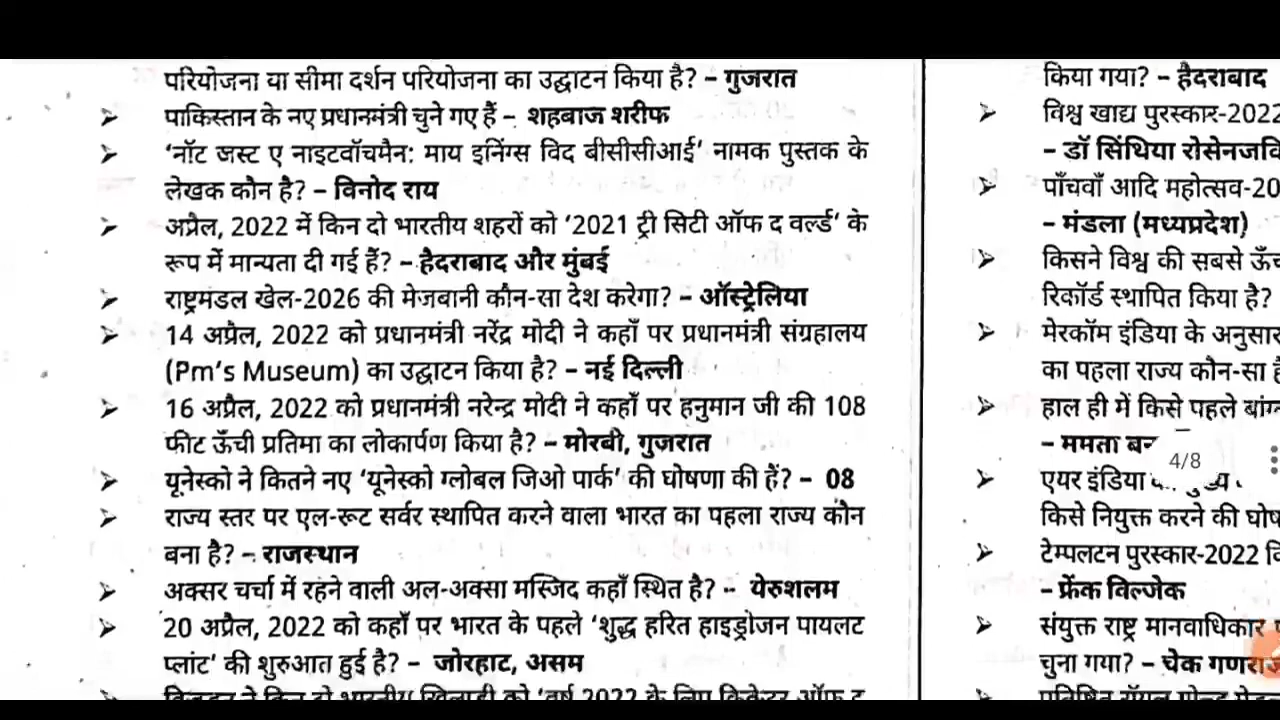 परियोजना या सीमा दर्शन परियोजना का उद्घाटन किया है? – गुजरात
➢ पाकिस्तान के नए प्रधानमंत्री चुने गए हैं – शहबाज शरीफ
➢ ‘नॉट जस्ट ए नाइटवॉचमैन: माय इनिंग्स विद बीसीसीआई’ नामक पुस्तक के
लेखक कौन है? – विनोद राय
➢ अप्रैल, 2022 में किन दो भारतीय शहरों को ‘2021 ट्री सिटी ऑफ द वर्ल्ड’ के
रूप में मान्यता दी गई हैं? – हैदराबाद और मुंबई
➢ राष्ट्रमंडल खेल-2026 की मेजबानी कौन-सा देश करेगा? – ऑस्ट्रेलिया
➢ 14 अप्रैल, 2022 को प्रधानमंत्री नरेंद्र मोदी ने कहाँ पर प्रधानमंत्री संग्रहालय
(Pm’s Museum) का उद्घाटन किया है? – नई दिल्ली
➢ 16 अप्रैल, 2022 को प्रधानमंत्री नरेन्द्र मोदी ने कहाँ पर हनुमान जी की 108
फीट ऊँची प्रतिमा का लोकार्पण किया है? – मोरबी, गुजरात
➢ यूनेस्को ने कितने नए ‘यूनेस्को ग्लोबल जिओ पार्क’ की घोषणा की हैं? – 08
➢ राज्य स्तर पर एल-रूट सर्वर स्थापित करने वाला भारत का पहला राज्य कौन
बना है? – राजस्थान
➢ अक्सर चर्चा में रहने वाली अल-अक्सा मस्जिद कहाँ स्थित है? – येरुशलम
➢ 20 अप्रैल, 2022 को कहाँ पर भारत के पहले ‘शुद्ध हरित हाइड्रोजन पायलट
प्लांट’ की शुरुआत हुई है? – जोरहाट, असम
किया गया? – हैदराबाद
➢ विश्व खाद्य पुरस्कार-2022
– डॉ सिंथिया
➢ पाँचवाँ आदि महोत्सव-20
– मंडला (मध्यप्रदेश)
➢ किसने विश्व की सबसे
रिकॉर्ड स्थापित किया है?
➢ मेरकॉम इंडिया के अनुसार
का पहला राज्य कौन-सा
➢ हाल ही में किसे पहले
– ममता
4/8
➢ एयर इंडिया
किसे नियुक्त करने की
➢ टेम्पलटन पुरस्कार-2022
– फ्रेंक विल्जेक
➢ संयुक्त राष्ट्र मानवाधिकार
चुना गया? – चेक